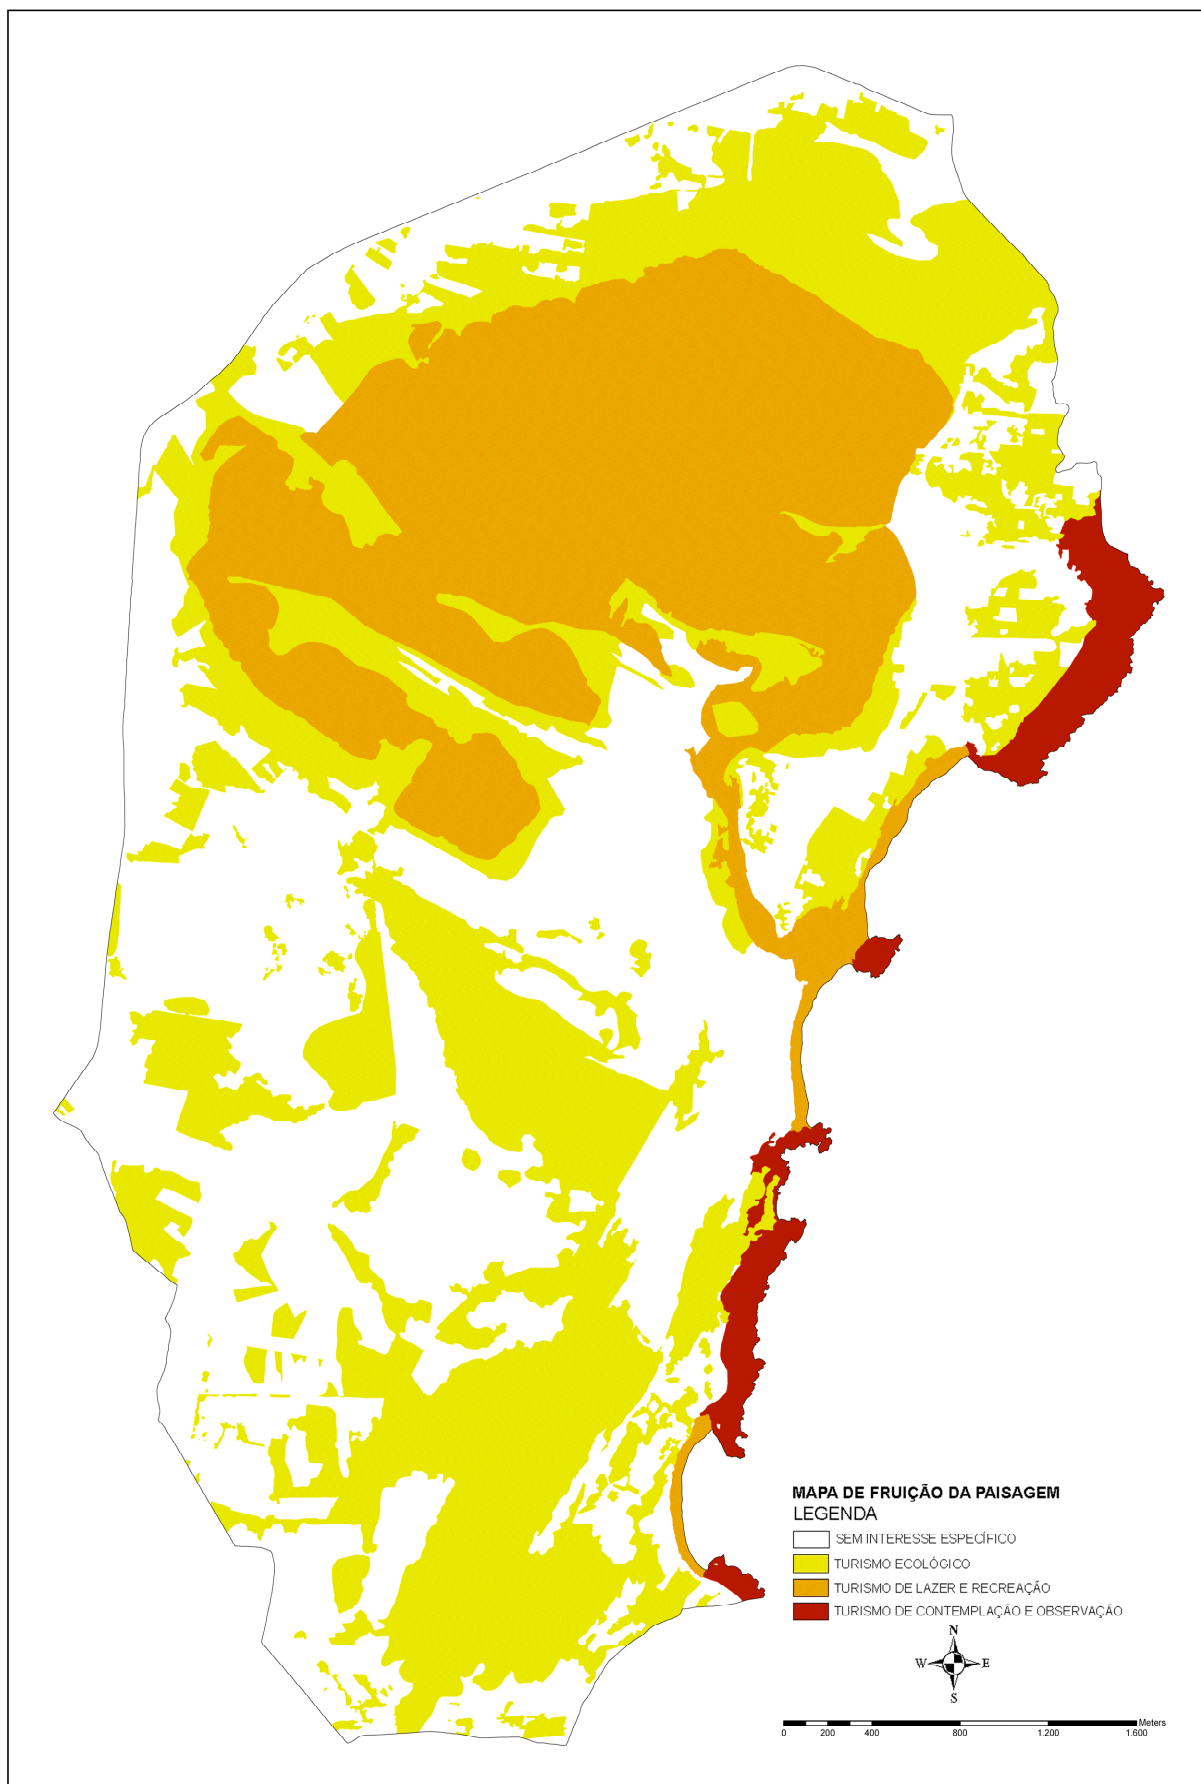 MAPA DE FRUIÇÃO DA PAISAGEM
LEGENDA
SEM INTERESSE ESPECÍFICO
TURISMO ECOLÓGICO
TURISMO DE LAZER E RECREAÇÃO
TURISMO DE CONTEMPLAÇÃO E OBSERVAÇÃO
N
W E
S
Meters
0 200 400 800 1.200 1.600